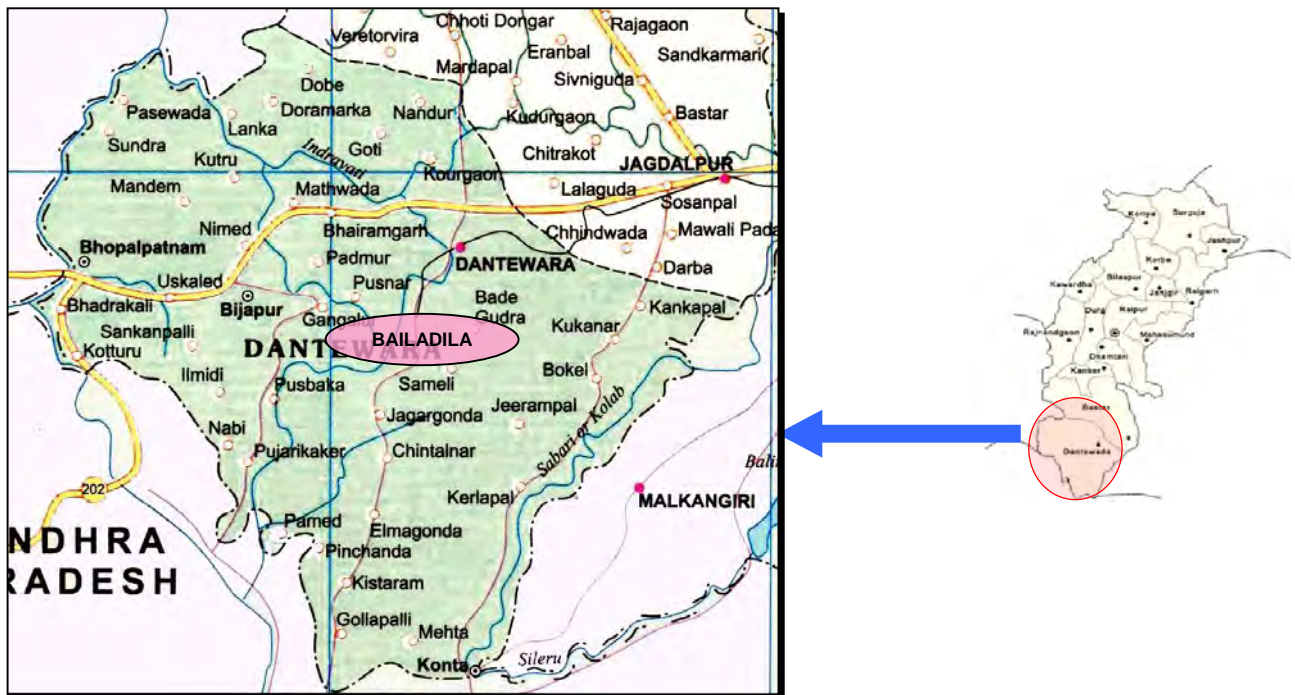 Chhoti Dongar
Rajagaon
Veretorvira
Eranbal
Sandkarmari
Mardapal
Sivniguda
Dobe
Pasewada
Doramarka
Nandur
Kudurgaon
Bastar
Lanka
Sundra
Goti
Chitrakot
Kutru
Indravati
Kourgaon
JAGDALPUR
Mandem
Mathwada
Lalaguda
Sosanpal
Nimed
Bhairamgarh
Chhindwada
Mawali Pada
Bhopalpatnam
Padmur
DANTEWARA
Darba
Uskaled
Pusnar
Bade
Gudra
Bhadrakali
Bijapur
Gangalur
Kankapal
Sankanpalli
Kukanar
DANTEWARA
BAILADILA
Kotturu
Ilmidi
Pusbaka
Sameli
Bokel
Nabi
Jagargonda
Jeerampal
Sabari or Kolab
Pujarikaker
Chintalnar
Balim
202
Kerlapal
MALKANGIRI
Pamed
Elmagonda
NDHRA
RADESH
Pinchanda
Kistaram
Gollapalli
Mehta
Konta
Sileru
Koriya
Surguja
Jashpur
Korba
Bilaspur
Kawardha
Janjgir
Raigarh
Durg
Raipur
Rajnandgaon
Mahasumund
Dhamtari
Kanker
Bastar
Dantewada